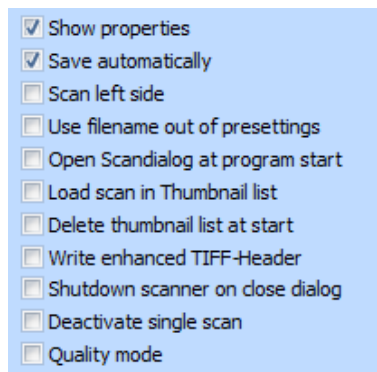 Show properties
Save automatically
Scan left side
Use filename out of presettings
Open Scandialog at program start
Load scan in Thumbnail list
Delete thumbnail list at start
Write enhanced TIFF-Header
Shutdown scanner on close dialog
Deactivate single scan
Quality mode